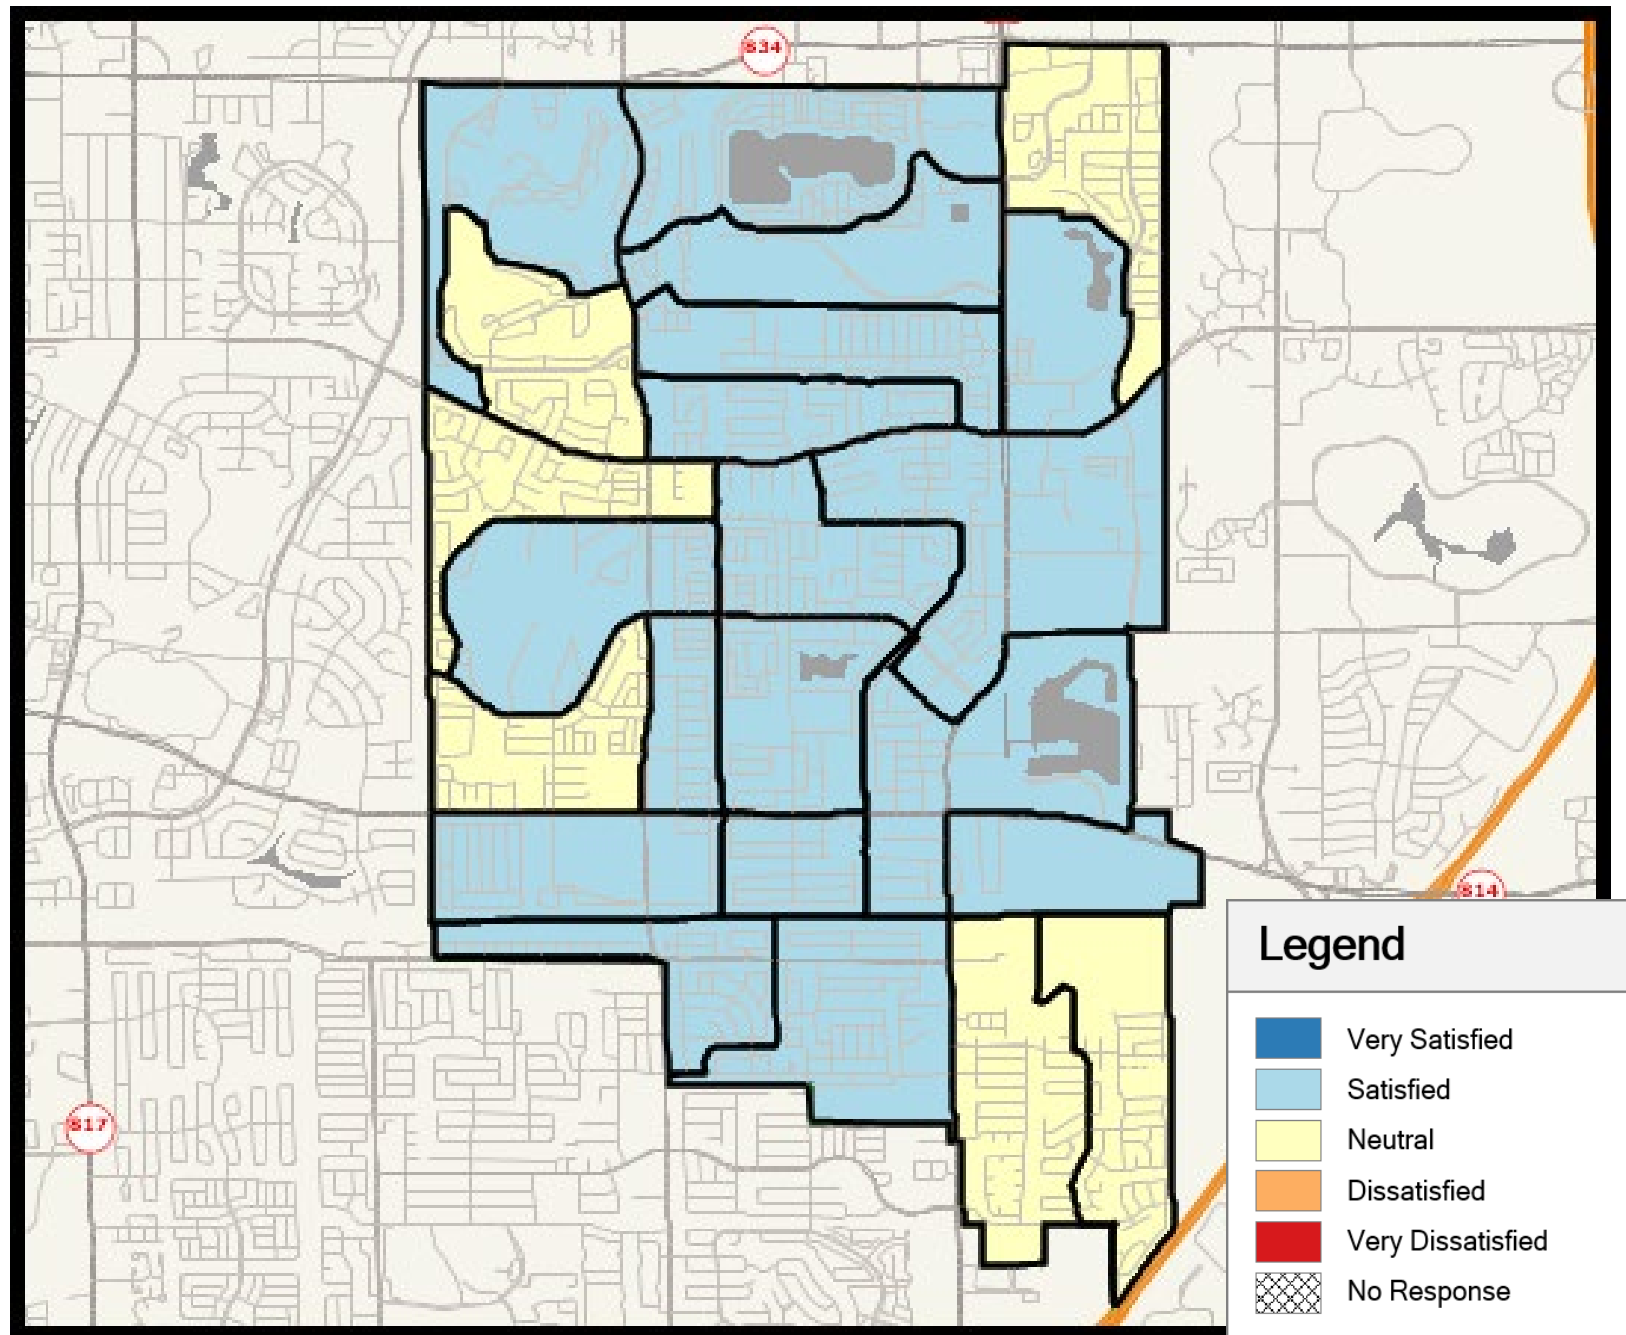 834
814
817
Legend
Very Satisfied
Satisfied
Neutral
Dissatisfied
Very Dissatisfied
No Response